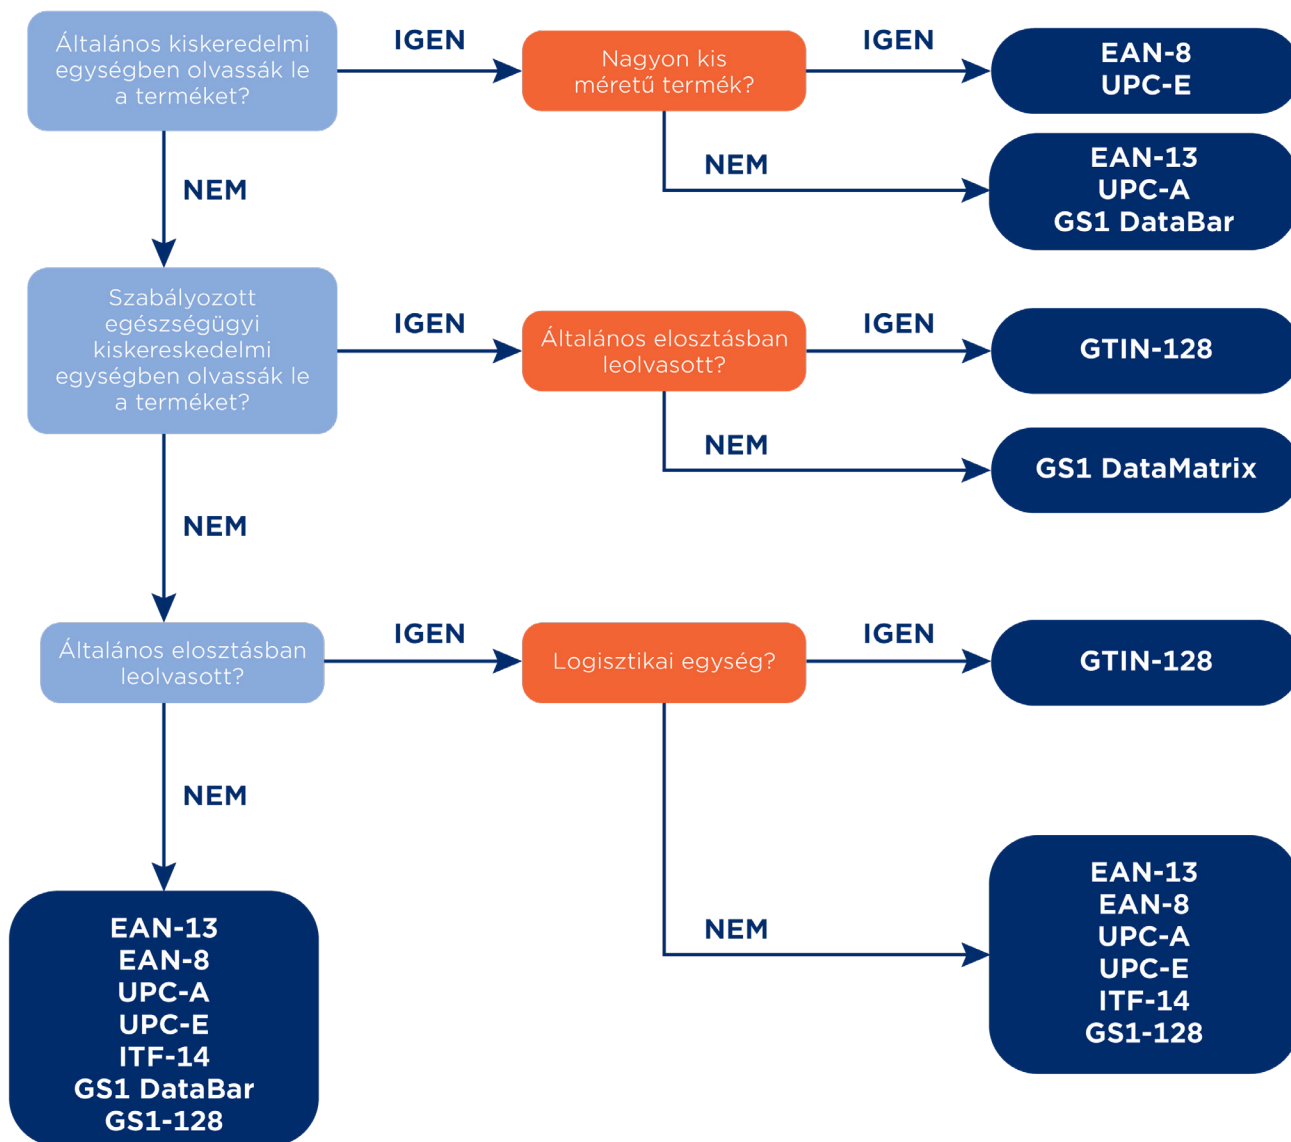 Általános kiskeredelmi
egységben olvassák le
a terméket?
IGEN
Nagyon kis
méretű termék?
IGEN
EAN-8
UPC-E
NEM
NEM
EAN-13
UPC-A
GS1 DataBar
Szabályozott
egészségügyi
kiskereskedelmi
egységben olvassák le
a terméket?
IGEN
Általános elosztásban
leolvasott?
IGEN
GTIN-128
NEM
GS1 DataMatrix
NEM
Általános elosztásban
leolvasott?
IGEN
Logisztikai egység?
IGEN
GTIN-128
NEM
NEM
EAN-13
EAN-8
UPC-A
UPC-E
ITF-14
GS1-128
EAN-13
EAN-8
UPC-A
UPC-E
ITF-14
GS1 DataBar
GS1-128